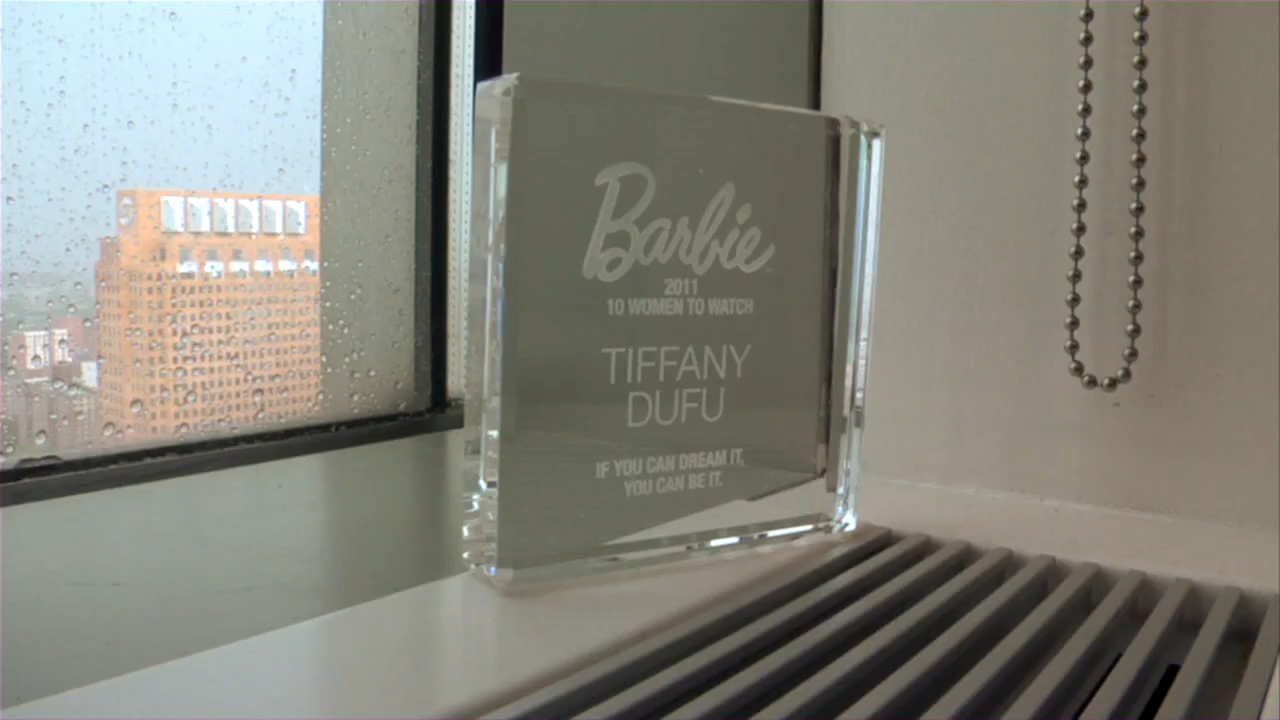 Barbie
2011
10 WOMEN TO WATCH
TIFFANY
DUFU
IF YOU CAN DREAM IT,
YOU CAN BE IT.